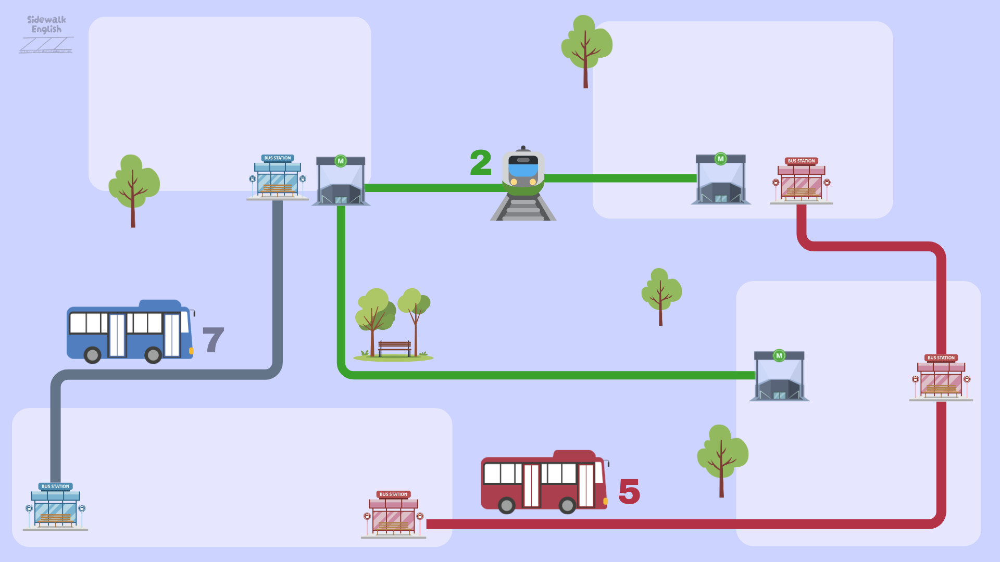 Sidewalk
English
BUS STATION
M
2
M
BUS STATION
7
M
BUS STATION
BUS STATION
BUS STATION
5